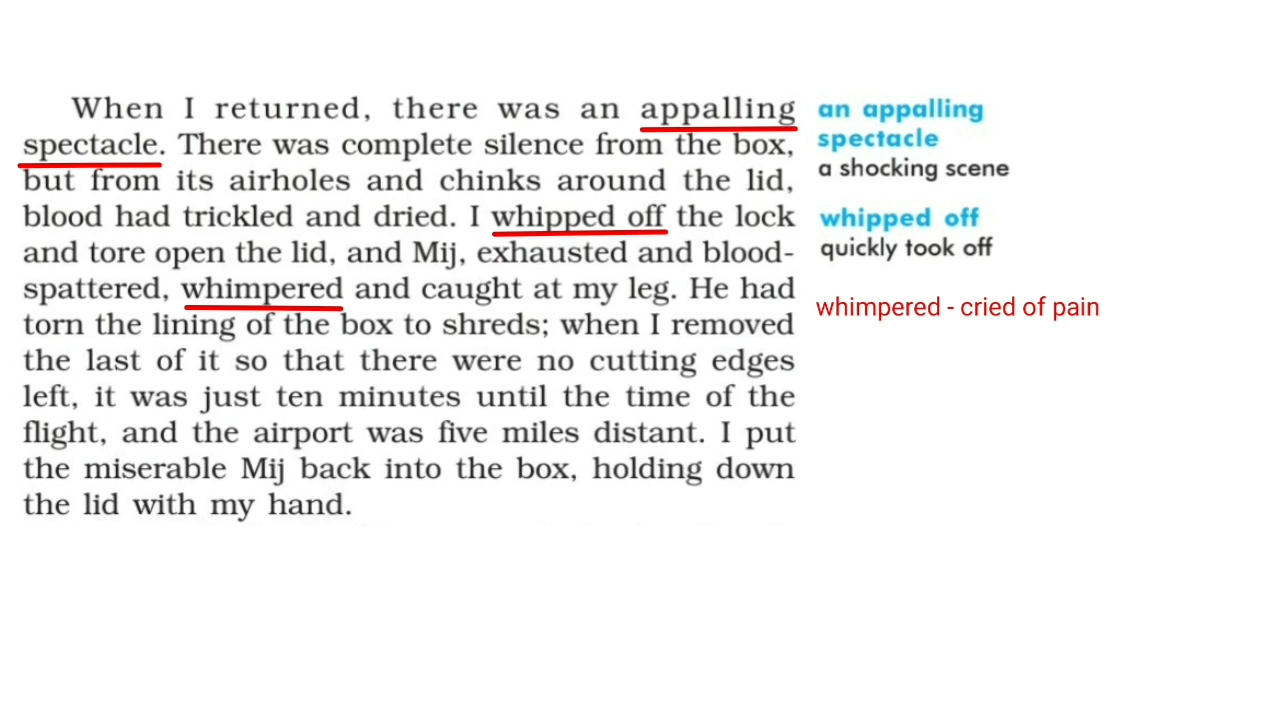 When I returned, there was an appalling
spectacle. There was complete silence from the box,
but from its airholes and chinks around the lid,
blood had trickled and dried. I whipped off the lock
and tore open the lid, and Mij, exhausted and blood-
spattered, whimpered and caught at my leg. He had
torn the lining of the box to shreds; when I removed
the last of it so that there were no cutting edges
left, it was just ten minutes until the time of the
flight, and the airport was five miles distant. I put
the miserable Mij back into the box, holding down
the lid with my hand.
an appalling
spectacle
a shocking scene
whipped off
quickly took off
whimpered - cried of pain